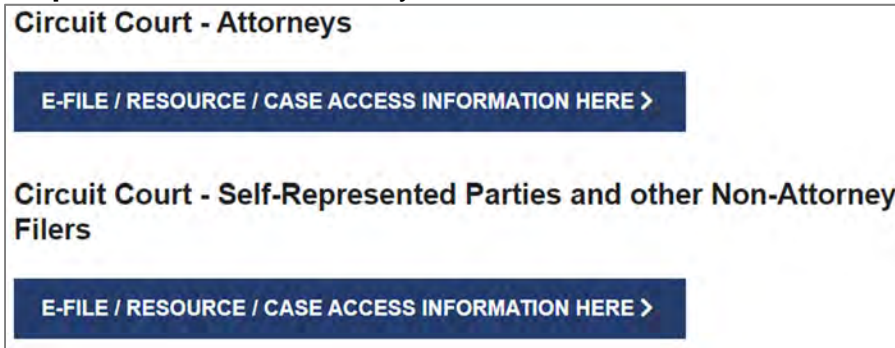 Circuit Court - Attorneys
E-FILE / RESOURCE / CASE ACCESS INFORMATION HERE >
Circuit Court - Self-Represented Parties and other Non-Attorney
Filers
E-FILE / RESOURCE / CASE ACCESS INFORMATION HERE >